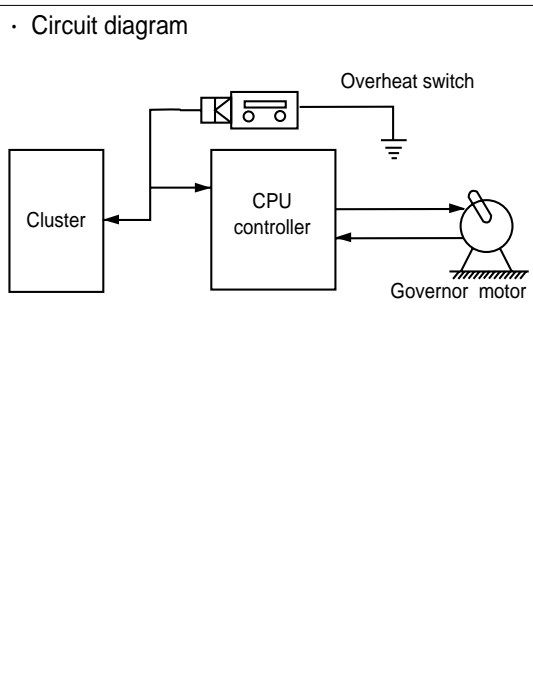 · Circuit diagram
Overheat switch
Cluster
CPU
controller
Governor motor